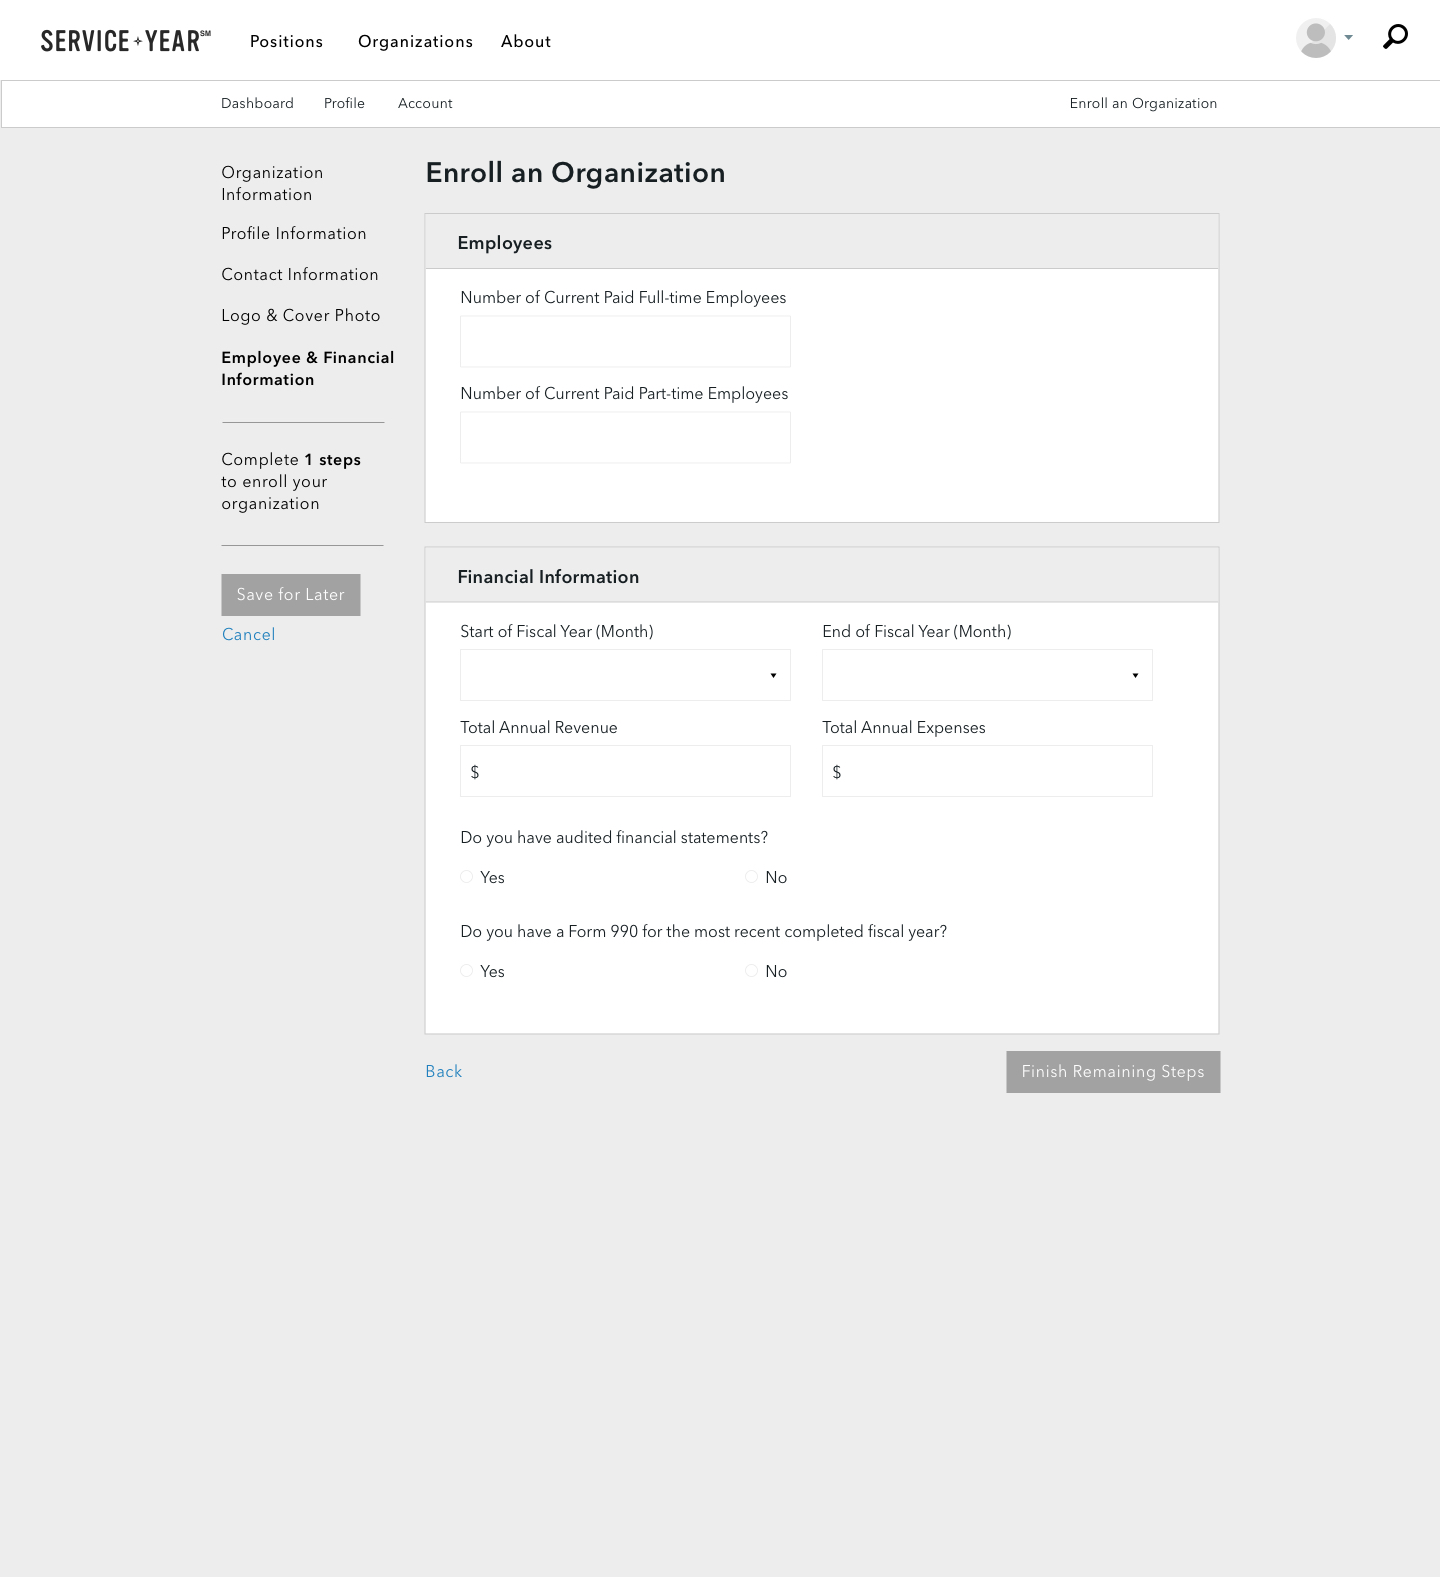 SERVICE+YEAR℠
Positions
Organizations
About
Dashboard
Profile
Account
Enroll an Organization
Organization
Information
Profile Information
Contact Information
Logo & Cover Photo
Employee & Financial
Information
Complete 1 steps
to enroll your
organization
Save for Later
Cancel
Enroll an Organization
Employees
Number of Current Paid Full-time Employees
Number of Current Paid Part-time Employees
Financial Information
Start of Fiscal Year (Month)
End of Fiscal Year (Month)
Total Annual Revenue
Total Annual Expenses
$
$
Do you have audited financial statements?
Yes
No
Do you have a Form 990 for the most recent completed fiscal year?
Yes
No
Back
Finish Remaining Steps